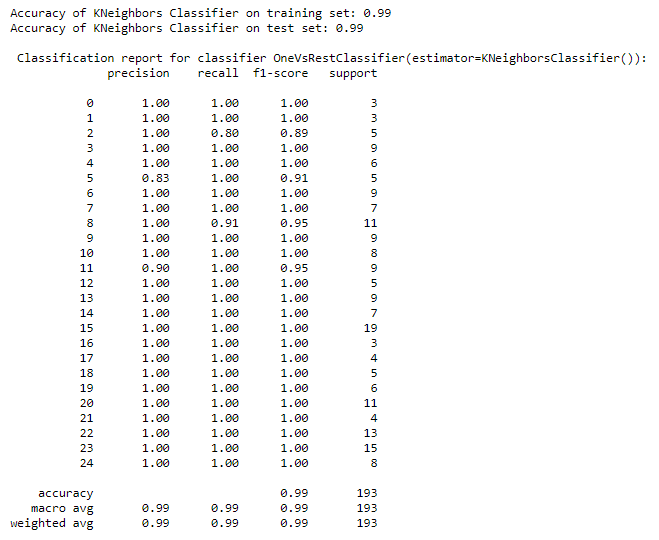 Accuracy of KNeighbors Classifier on training set: 0.99
Accuracy of KNeighbors Classifier on test set: 0.99
Classification report for classifier OneVsRestClassifier(estimator=KNeighborsClassifier()):
precision recall f1-score support
0 1.00 1.00 1.00 3
1 1.00 1.00 1.00 3
2 1.00 0.80 0.89 5
3 1.00 1.00 1.00 9
4 1.00 1.00 1.00 6
5 0.83 1.00 0.91 5
6 1.00 1.00 1.00 9
7 1.00 1.00 1.00 7
8 1.00 0.91 0.95 11
9 1.00 1.00 1.00 9
10 1.00 1.00 1.00 8
11 0.90 1.00 0.95 9
12 1.00 1.00 1.00 5
13 1.00 1.00 1.00 9
14 1.00 1.00 1.00 7
15 1.00 1.00 1.00 19
16 1.00 1.00 1.00 3
17 1.00 1.00 1.00 4
18 1.00 1.00 1.00 5
19 1.00 1.00 1.00 6
20 1.00 1.00 1.00 11
21 1.00 1.00 1.00 4
22 1.00 1.00 1.00 13
23 1.00 1.00 1.00 15
24 1.00 1.00 1.00 8
accuracy 0.99 193
macro avg 0.99 0.99 0.99 193
weighted avg 0.99 0.99 0.99 193